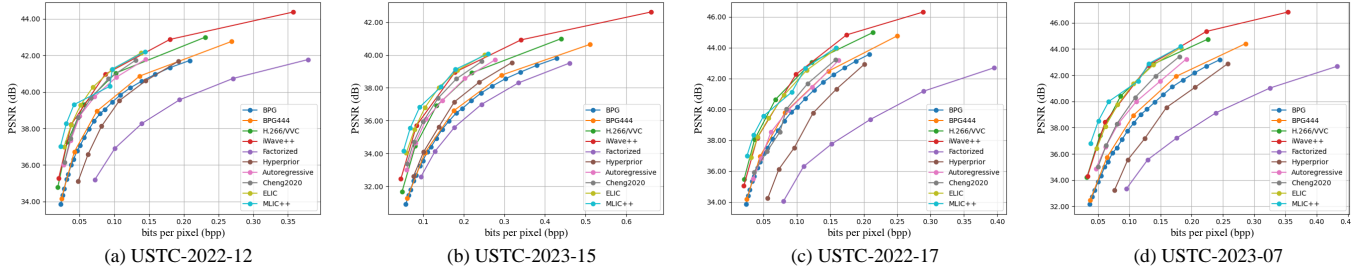 44.00
42.00
40.00
38.00
36.00
34.00
PSNR (dB)
0.05 0.10 0.15 0.20 0.25 0.30 0.35
bits per pixel (bpp)
BPG
BPG444
H.266/VVC
iWave++
Factorized
Hyperprior
Autoregressive
Cheng2020
ELIC
MLIC++
(a) USTC-2022-12
42.00
40.00
38.00
36.00
34.00
32.00
PSNR (dB)
0.1 0.2 0.3 0.4 0.5 0.6
bits per pixel (bpp)
BPG
BPG444
H.266/VVC
iWave++
Factorized
Hyperprior
Autoregressive
Cheng2020
ELIC
MLIC++
(b) USTC-2023-15
46.00
44.00
42.00
40.00
38.00
36.00
34.00
PSNR (dB)
0.05 0.10 0.15 0.20 0.25 0.30 0.35 0.40
bits per pixel (bpp)
BPG
BPG444
H.266/VVC
iWave++
Factorized
Hyperprior
Autoregressive
Cheng2020
ELIC
MLIC++
(c) USTC-2022-17
46.00
44.00
42.00
40.00
38.00
36.00
34.00
32.00
PSNR (dB)
0.05 0.10 0.15 0.20 0.25 0.30 0.35 0.4
bits per pixel (bpp)
BPG
BPG444
H.266/VVC
iWave++
Factorized
Hyperprior
Autoregressive
Cheng2020
ELIC
MLIC++
(d) USTC-2023-07